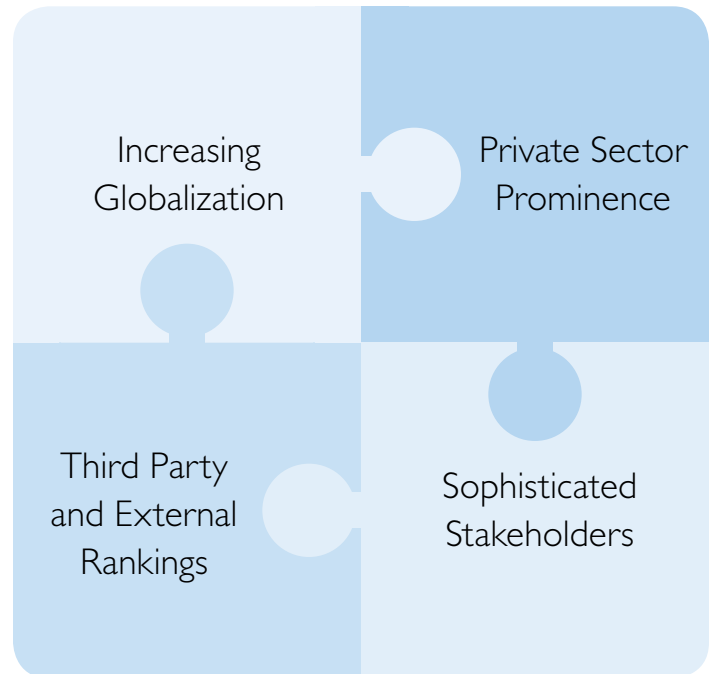 Increasing
Globalization
Private Sector
Prominence
Third Party
and External
Rankings
Sophisticated
Stakeholders